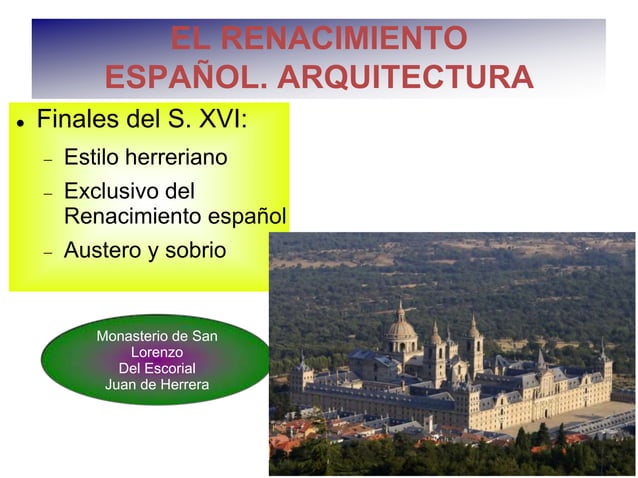 EL RENACIMIENTO
ESPAÑOL. ARQUITECTURA
● Finales del S. XVI:
– Estilo herreriano
– Exclusivo del
Renacimiento español
– Austero y sobrio
Monasterio de San
Lorenzo
Del Escorial
Juan de Herrera